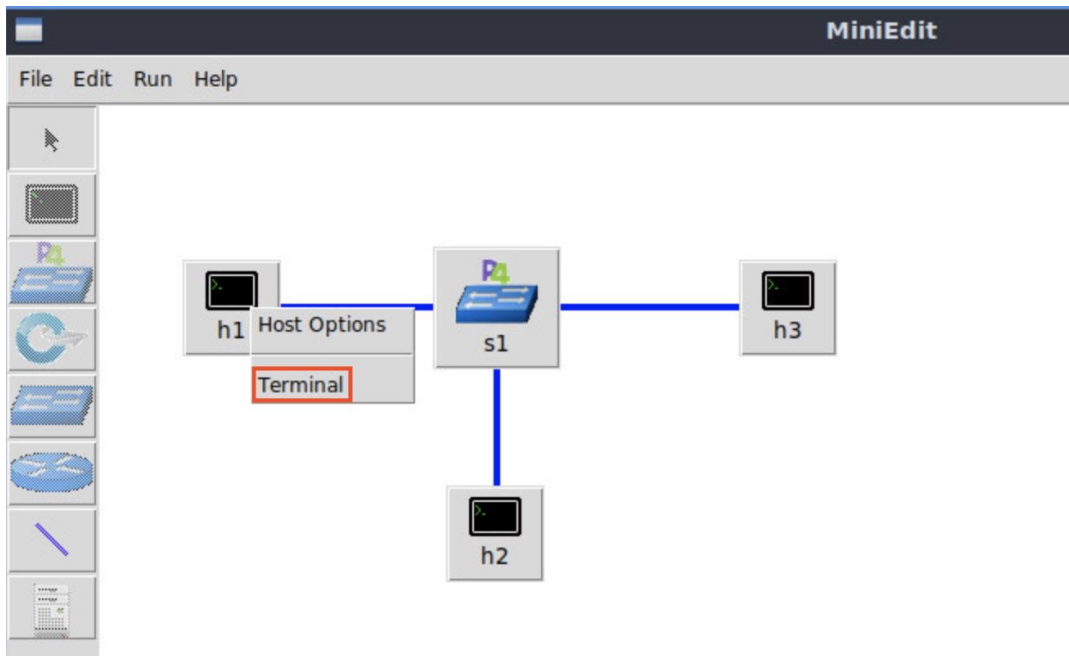 MiniEdit
File Edit Run Help
P4
P4
h1
Host Options
Terminal
s1
h3
h2